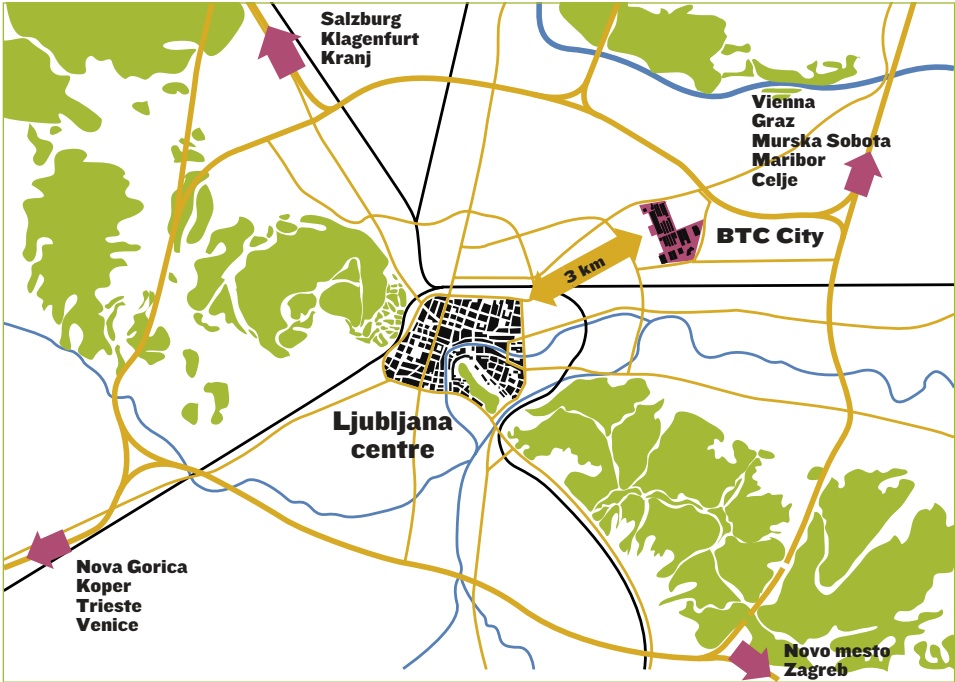 Salzburg
Klagenfurt
Kranj
Vienna
Graz
Murska Sobota
Maribor
Celje
BTC City
3 km
Ljubljana
centre
Nova Gorica
Koper
Trieste
Venice
Novo mesto
Zagreb